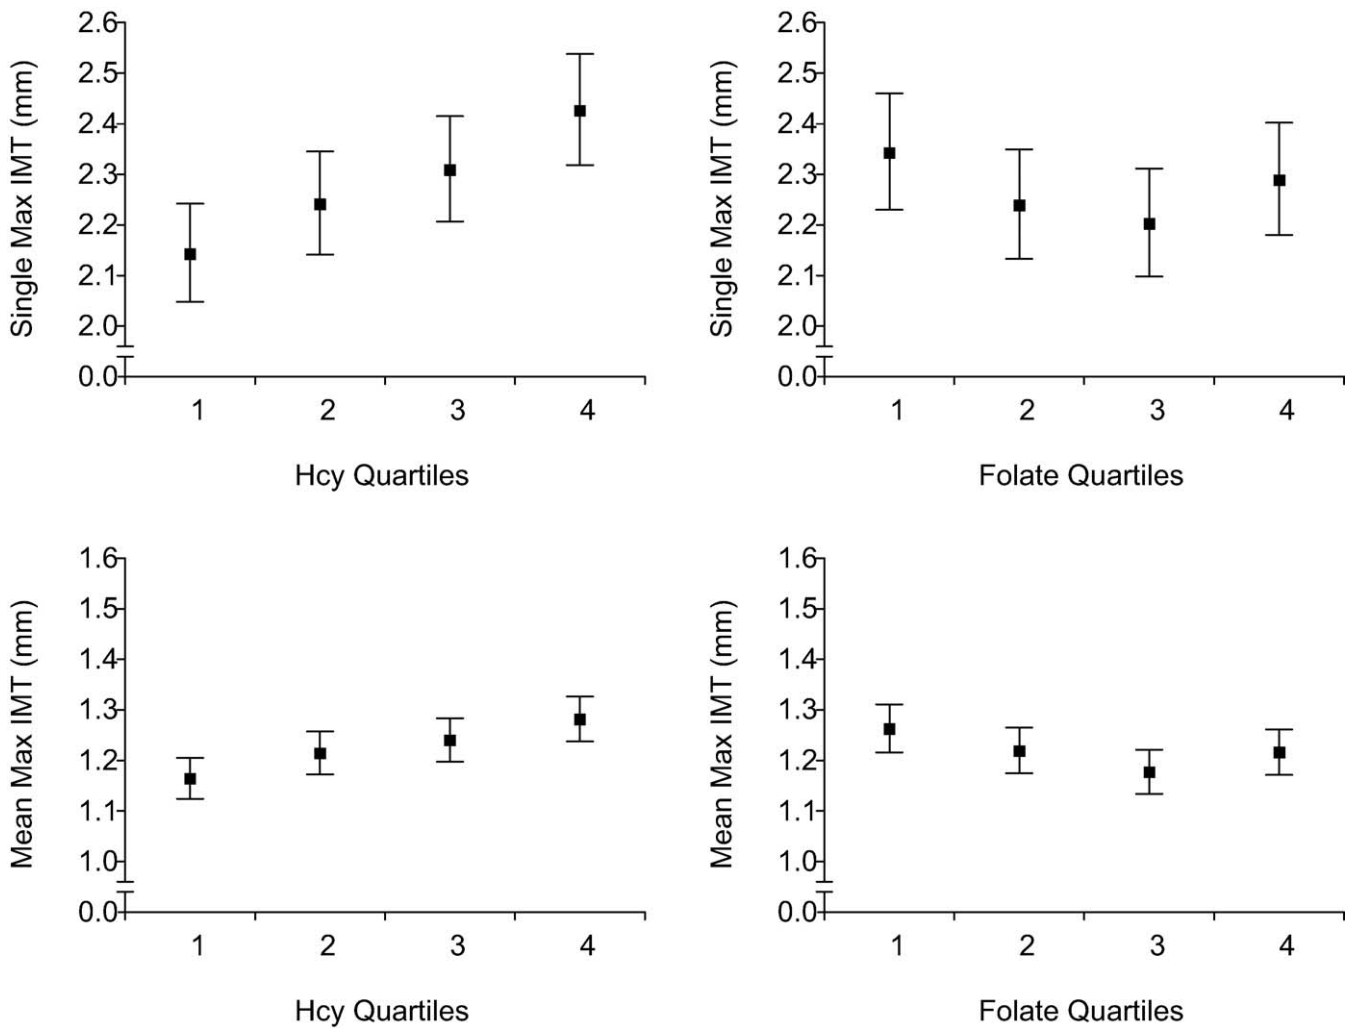 Single Max IMT (mm)
2.6
2.5
2.4
2.3
2.2
2.1
2.0
0.0
1 2 3 4
Hcy Quartiles
Single Max IMT (mm)
2.6
2.5
2.4
2.3
2.2
2.1
2.0
0.0
1 2 3 4
Folate Quartiles
Mean Max IMT (mm)
1.6
1.5
1.4
1.3
1.2
1.1
1.0
0.0
1 2 3 4
Hcy Quartiles
Mean Max IMT (mm)
1.6
1.5
1.4
1.3
1.2
1.1
1.0
0.0
1 2 3 4
Folate Quartiles